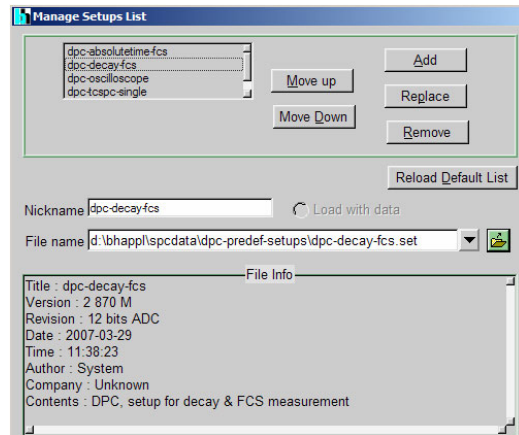 Manage Setups List
dpc-absolutetime-fcs
dpc-decay-fcs
dpc-oscilloscope
dpc-tcspc-single
Move up
Move Down
Add
Replace
Remove
Reload Default List
Nickname dpc-decay-fcs
Load with data
File name d:\bhappl\spcdata\dpc-predef-setups\dpc-decay-fcs.set
File Info
Title : dpc-decay-fcs
Version : 2 870 M
Revision : 12 bits ADC
Date : 2007-03-29
Time : 11:38:23
Author : System
Company : Unknown
Contents : DPC, setup for decay & FCS measurement